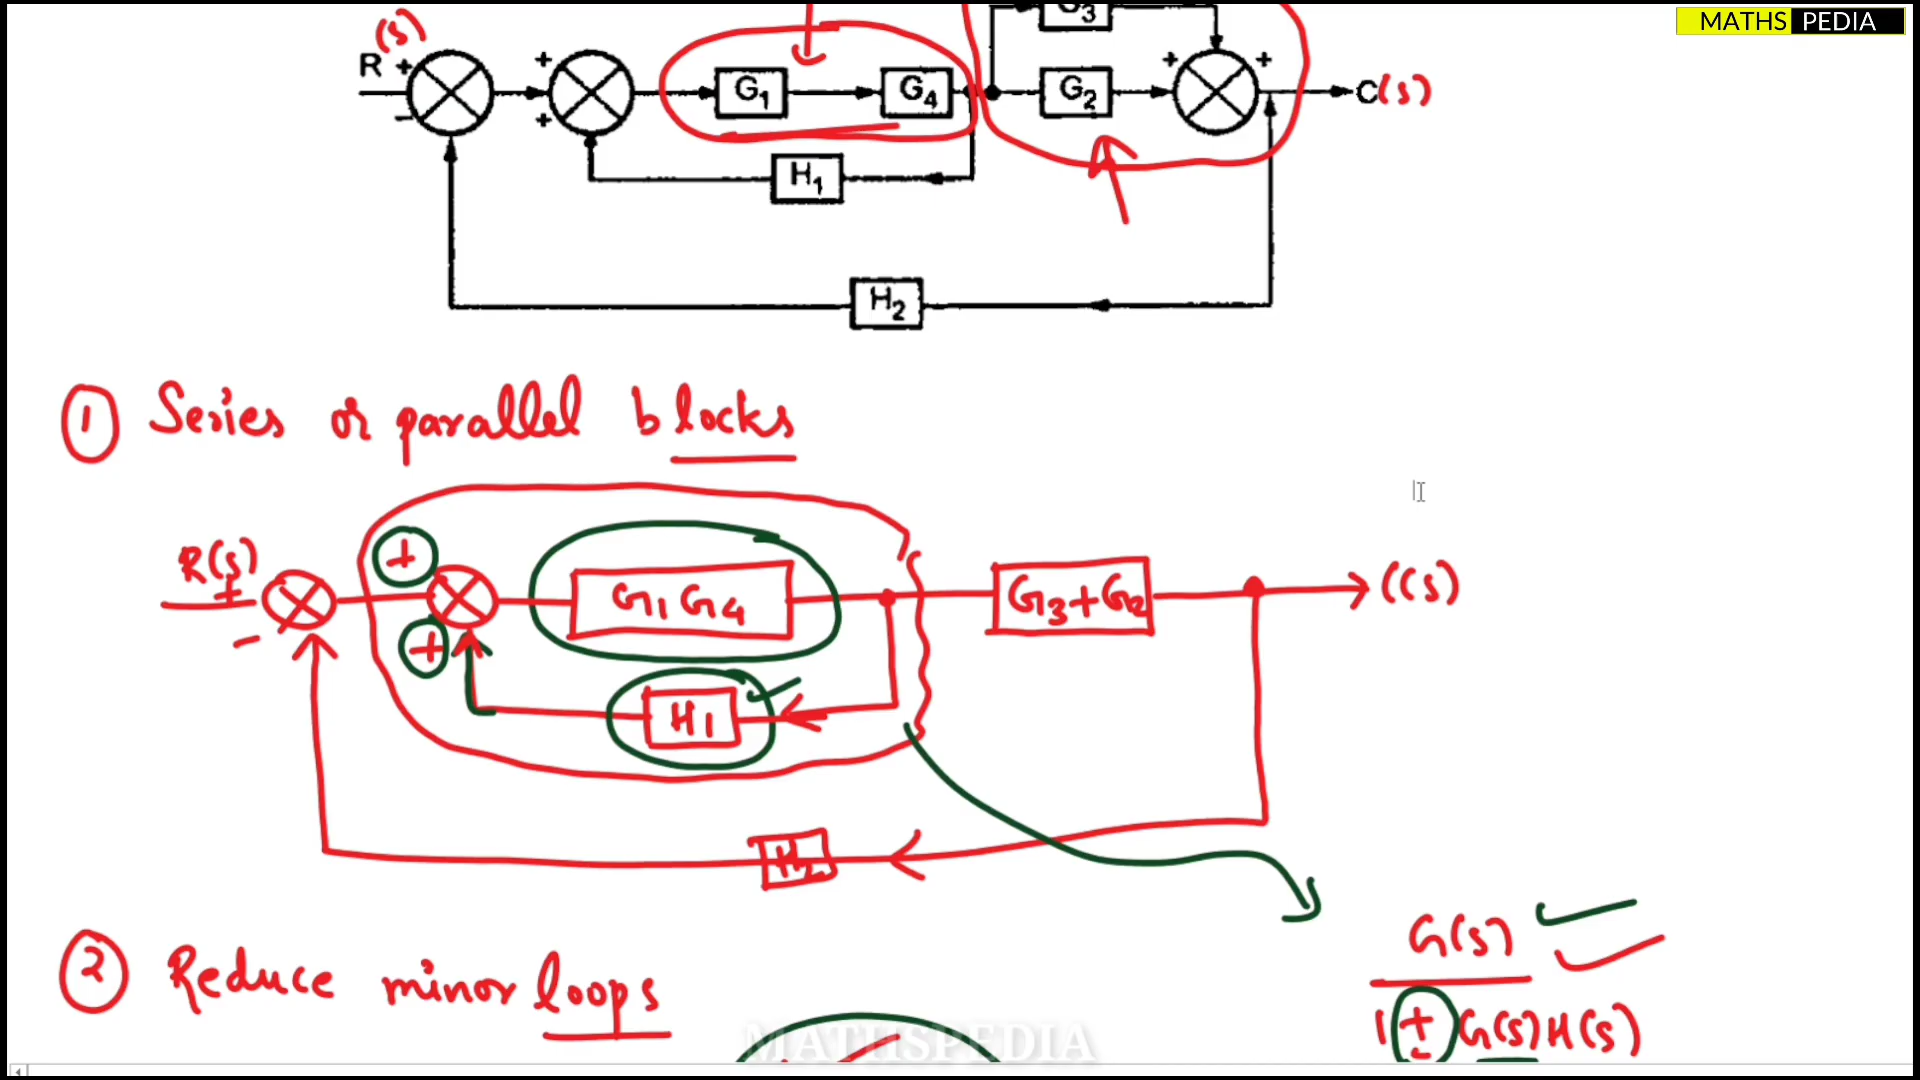 MATHS PEDIA
(s)
G3
R + + + +
G1 G4 G2 C(s)
− +
H1
H2
① Series or parallel blocks
R(s) +
+ G1G4 G3+G2 C(s)
− +
H1
H2
G(s)
② Reduce minor loops
1 ± G(s)H(s)
MATHSPEDIA